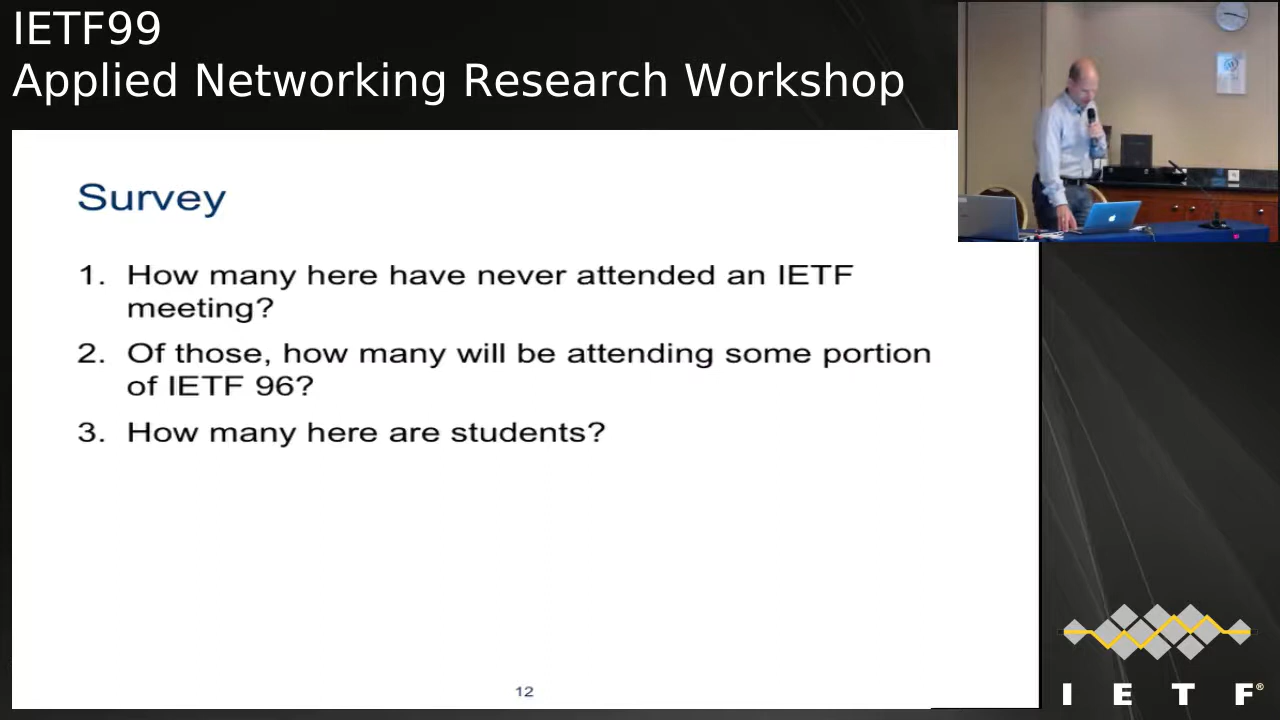 IETF99
Applied Networking Research Workshop
Survey
1. How many here have never attended an IETF
meeting?
2. Of those, how many will be attending some portion
of IETF 96?
3. How many here are students?
12
I E T F®